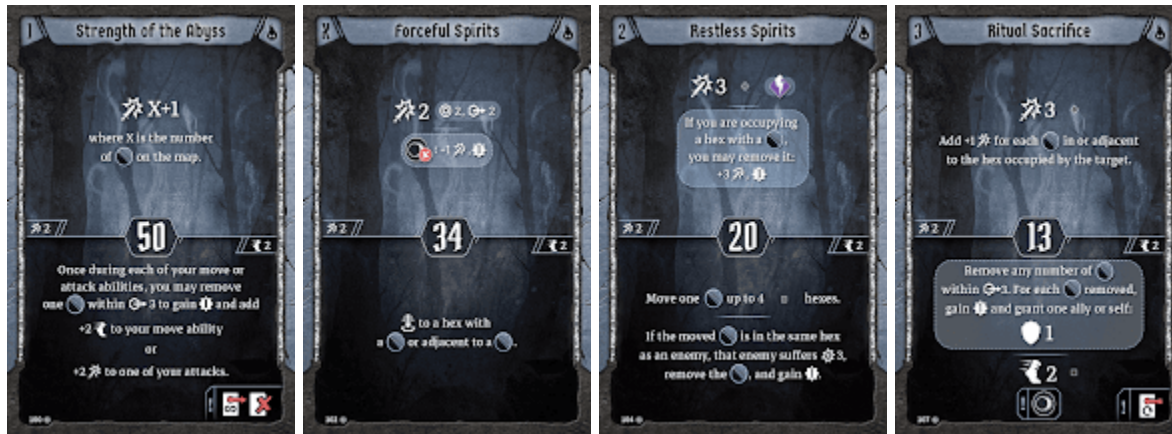 1
Strength of the Abyss
X+1
where X is the number
of on the map.
2
50
2
Once during each of your move or
attack abilities, you may remove
one within 3 to gain and add
+2 to your move ability
or
+2 to one of your attacks.
X
Forceful Spirits
2 2, 2
: +1 ,
2
34
2
to a hex with
a or adjacent to a .
2
Restless Spirits
3
If you are occupying
a hex with a ,
you may remove it:
+3 ,
2
20
2
Move one up to 4 hexes.
If the moved is in the same hex
as an enemy, that enemy suffers 3,
remove the , and gain .
3
Ritual Sacrifice
3
Add +1 for each in or adjacent
to the hex occupied by the target.
2
13
2
Remove any number of
within 3. For each removed,
gain and grant one ally or self:
1
2